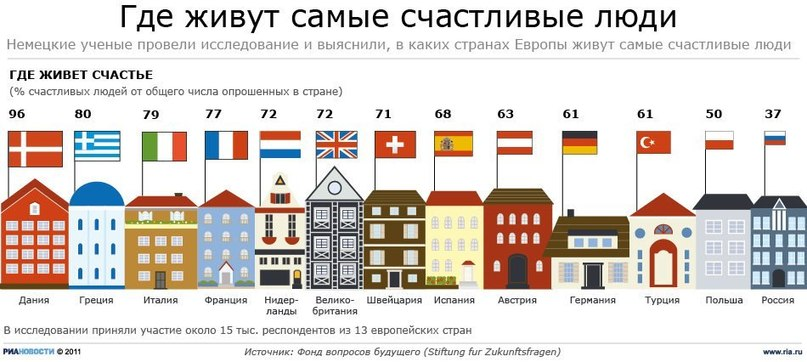 Где живут самые счастливые люди
Немецкие ученые провели исследование и выяснили, в каких странах Европы живут самые счастливые люди
ГДЕ ЖИВЕТ СЧАСТЬЕ
(% счастливых людей от общего числа опрошенных в стране)
96 80 79 77 72 72 71 68 63 61 61 50 37
Дания Греция Италия Франция Нидер- Велико- Швейцария Испания Австрия Германия Турция Польша Россия
ланды британия
В исследовании приняли участие около 15 тыс. респондентов из 13 европейских стран
РИАНОВОСТИ © 2011 Источник: Фонд вопросов будущего (Stiftung fur Zukunftsfragen) www.ria.ru